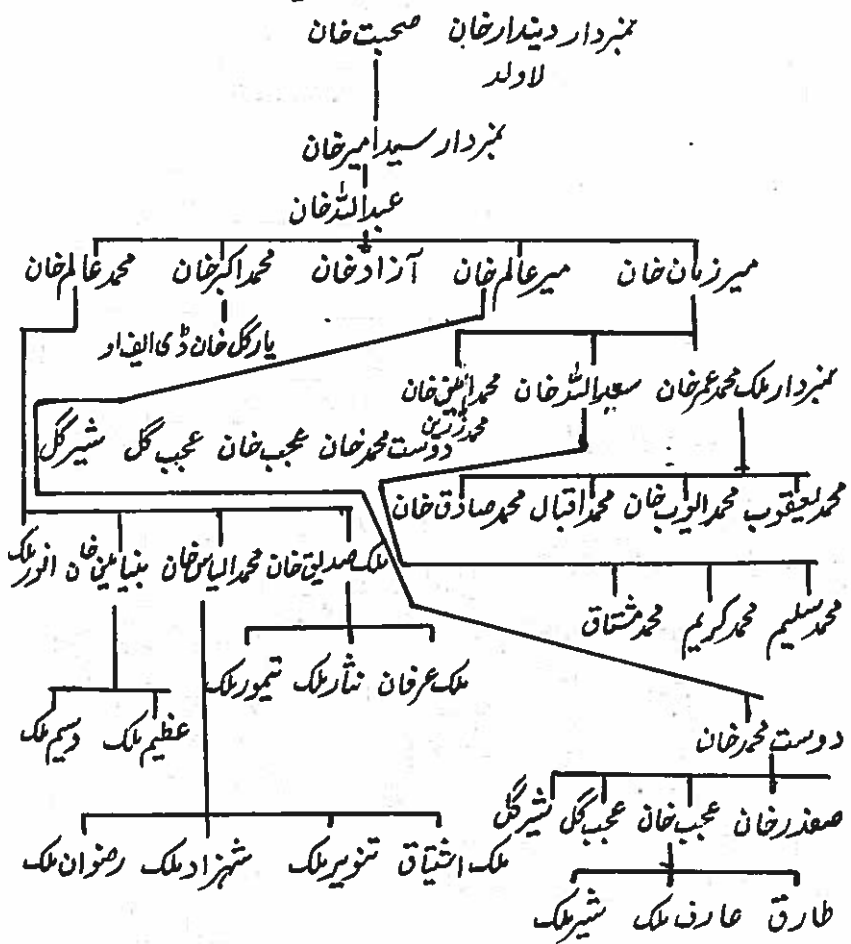 نمبردار دیندار خان صحبت خان
لاولد
نمبردار سید امیر خان
عبداللہ خان
میر زمان خان میر عالم خان آزاد خان محمد اکبر خان محمد عالم خان
یار گل خان ڈی ایف او
نمبردار ملک محمد عمر خان سعید اللہ خان محمد اسحٰق خان
محمد زرین
دوست محمد خان عجب خان عجب گل شیر گل
محمد یعقوب محمد ایوب خان محمد اقبال محمد صادق خان
ملک صدیق خان محمد الیاس خان بنیامین خان انور ملک
محمد سلیم محمد کریم محمد مشتاق
ملک عرفان نثار ملک تیمور ملک
عظیم ملک وسیم ملک
دوست محمد خان
صفدر خان عجب خان عجب گل شیر گل
ملک اشتیاق تنویر ملک شہزاد ملک رضوان ملک
طارق عارف ملک شیر ملک